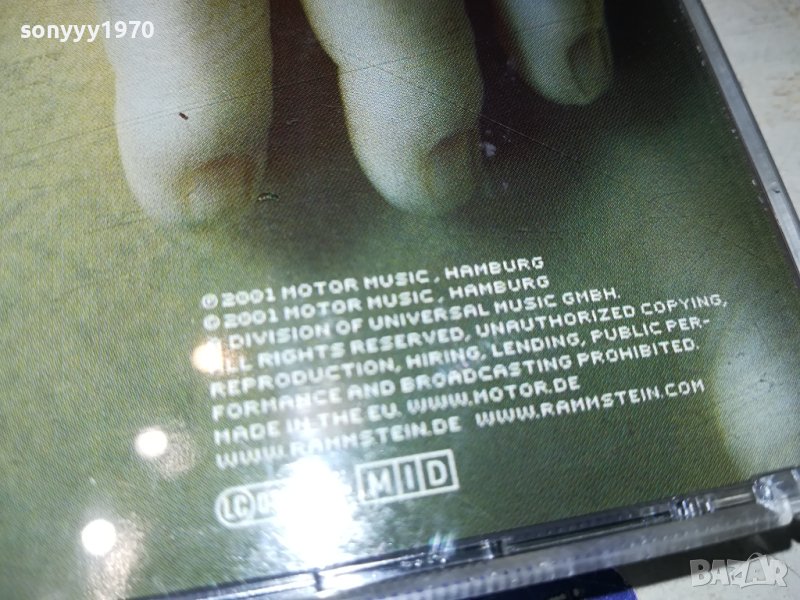 sonyyy1970
℗ 2001 MOTOR MUSIC, HAMBURG
© 2001 MOTOR MUSIC, HAMBURG
A DIVISION OF UNIVERSAL MUSIC GMBH.
ALL RIGHTS RESERVED, UNAUTHORIZED COPYING,
REPRODUCTION, HIRING, LENDING, PUBLIC PER-
FORMANCE AND BROADCASTING PROHIBITED.
MADE IN THE EU. WWW.MOTOR.DE
WWW.RAMMSTEIN.DE WWW.RAMMSTEIN.COM
LC MID
BAZAR